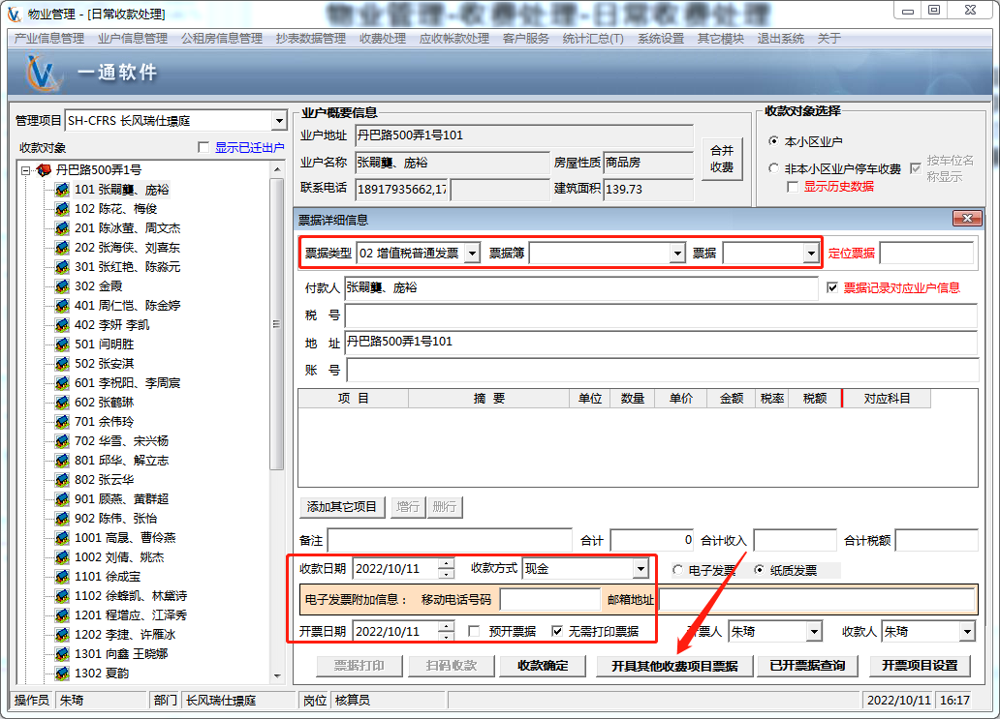 物业管理 - [日常收款处理]
物业管理-收费处理-日常收费处理
产业信息管理 业户信息管理 公租房信息管理 抄表数据管理 收费处理 应收帐款处理 客户服务 统计汇总(T) 系统设置 其它模块 退出系统 关于
一通软件
管理项目 SH-CFRS 长风瑞仕璟庭
收款对象 显示已迁出户
丹巴路500弄1号
101 张嗣龑、庞裕
102 陈花、梅俊
201 陈冰莹、周文杰
202 张海侠、刘喜东
301 张红艳、陈淼元
302 金霞
401 周仁恺、陈金婷
402 李妍 李凯
501 闫明胜
502 张安淇
601 李祝阳、李周宸
602 张鹤琳
701 余伟玲
702 华雪、宋兴杨
801 邱华、解立志
802 张云华
901 顾燕、黄群超
902 陈伟、张怡
1001 高晟、曹伶燕
1002 刘倩、姚杰
1101 徐成宝
1102 徐蜂凯、林黛诗
1201 程增应、江泽秀
1202 李捷、许雁冰
1301 向鑫 王晓娜
1302 夏韵
业户概要信息
业户地址 丹巴路500弄1号101
业户名称 张嗣龑、庞裕 房屋性质 商品房
联系电话 18917935662,17 建筑面积 139.73
合并
收费
收款对象选择
本小区业户
非本小区业户停车收费 按车位名
称显示
显示历史数据
票据详细信息
票据类型 02 增值税普通发票 票据簿 票据 定位票据
付款人 张嗣龑、庞裕 票据记录对应业户信息
税 号
地 址 丹巴路500弄1号101
账 号
项 目 摘 要 单位 数量 单价 金额 税率 税额 对应科目
添加其它项目 增行 删行
备注 合计 0 合计收入 合计税额
收款日期 2022/10/11 收款方式 现金 电子发票 纸质发票
电子发票附加信息： 移动电话号码 邮箱地址
开票日期 2022/10/11 预开票据 无需打印票据 开票人 朱琦 收款人 朱琦
票据打印 扫码收款 收款确定 开具其他收费项目票据 已开票据查询 开票项目设置
操作员 朱琦 部门 长风瑞仕璟庭 岗位 核算员 2022/10/11 16:17